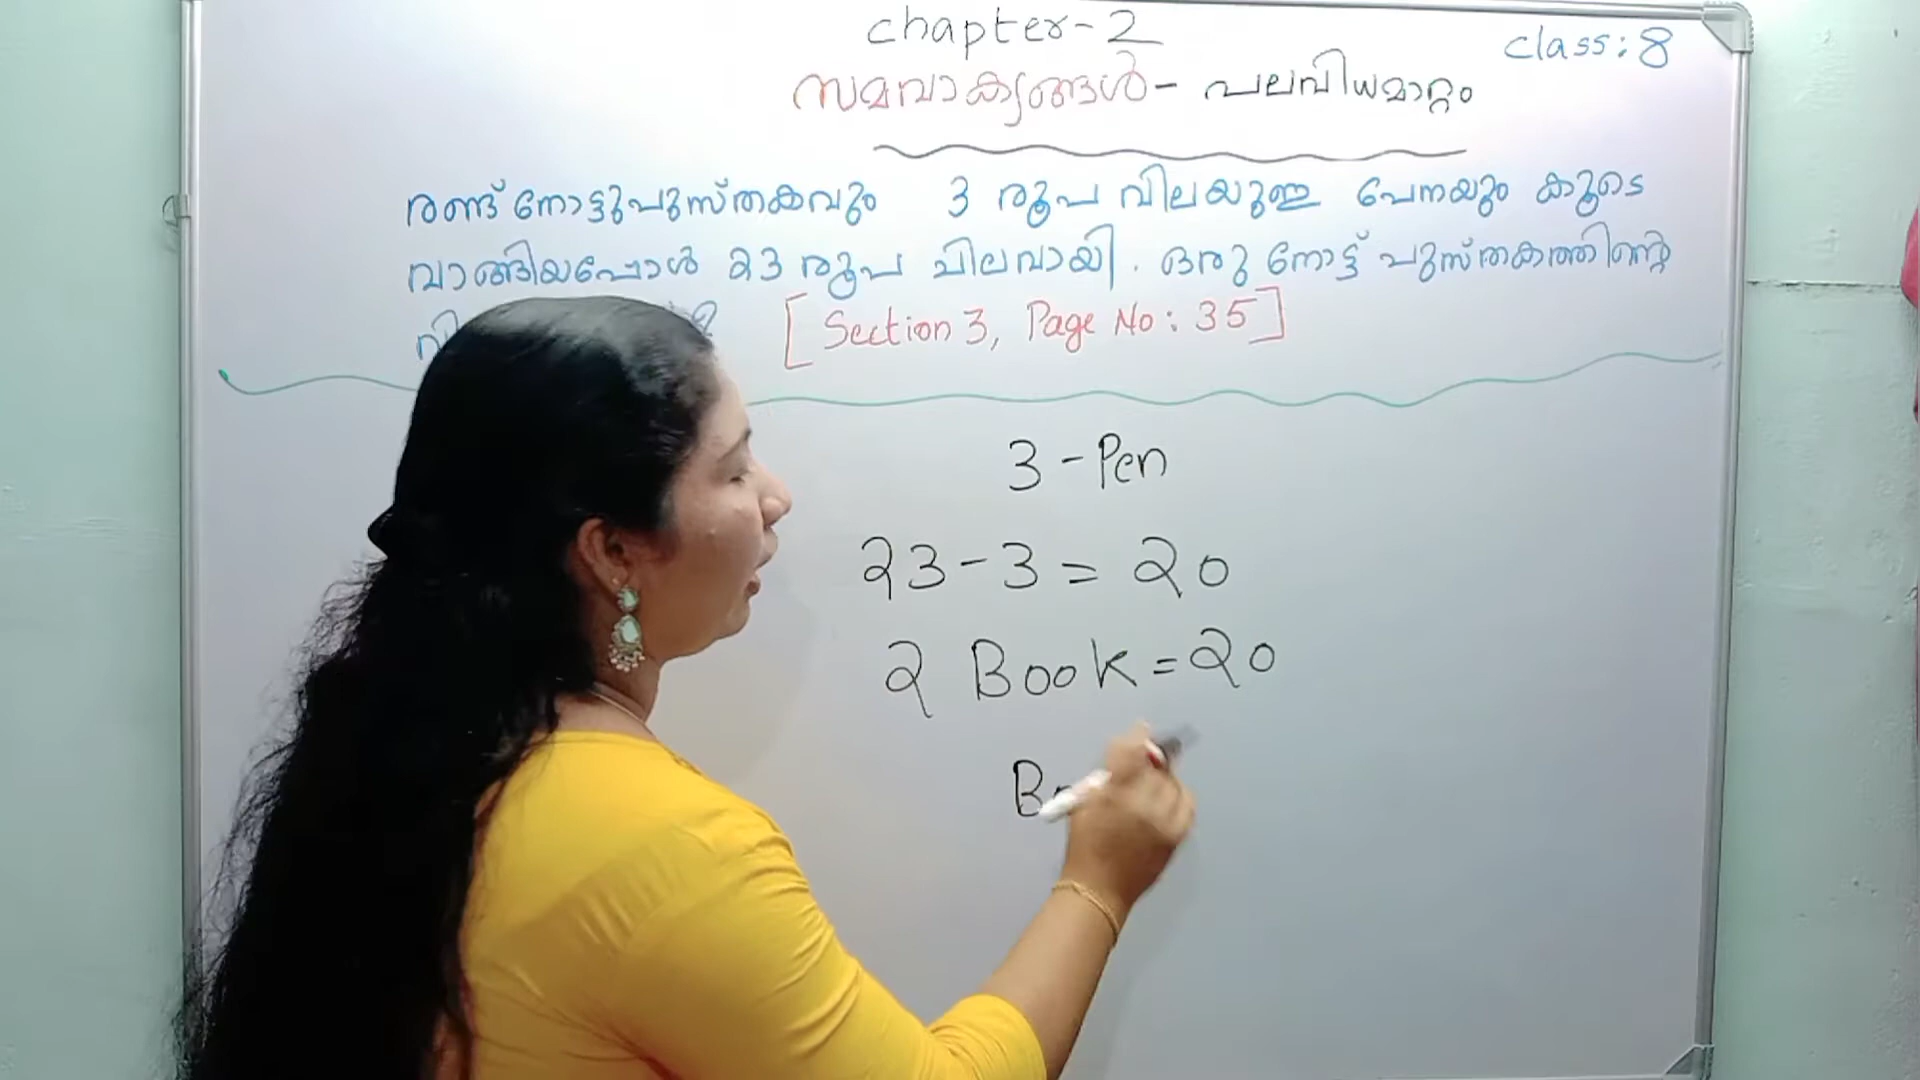 chapter-2
class: 8
സമവാക്യങ്ങൾ - പലവിധമാറ്റം
രണ്ട് നോട്ടുപുസ്തകവും 3 രൂപ വിലയുള്ള പേനയും കൂടെ
വാങ്ങിയപ്പോൾ 23 രൂപ ചിലവായി. ഒരു നോട്ട് പുസ്തകത്തിന്റെ
[Section 3, Page No: 35]
3 - Pen
23 - 3 = 20
2 Book = 20